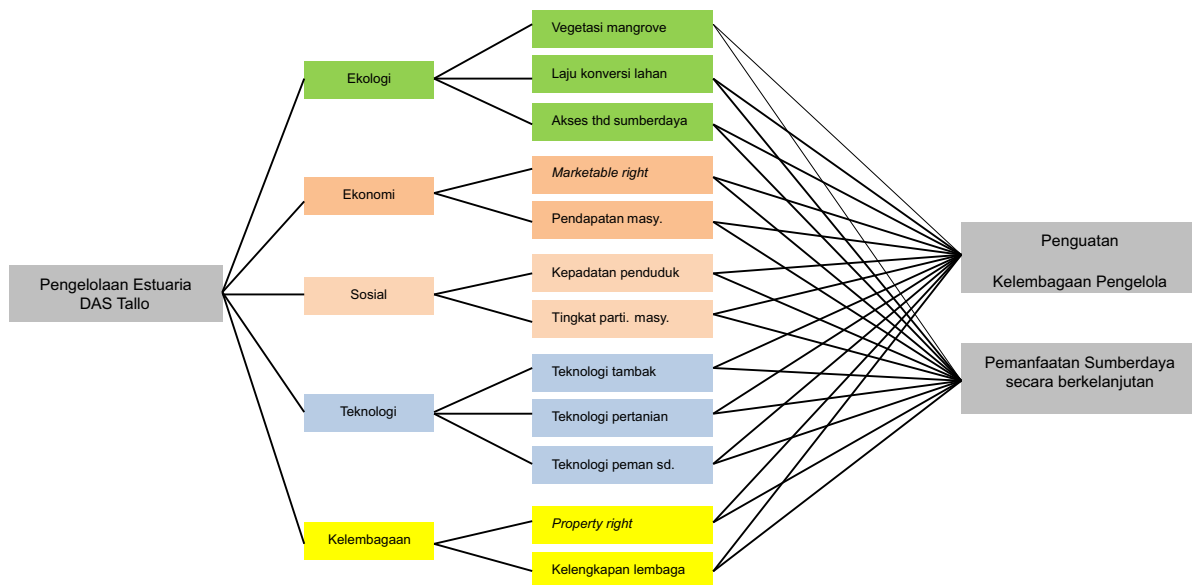 Pengelolaan Estuaria
DAS Tallo
Ekologi
Ekonomi
Sosial
Teknologi
Kelembagaan
Vegetasi mangrove
Laju konversi lahan
Akses thd sumberdaya
Marketable right
Pendapatan masy.
Kepadatan penduduk
Tingkat parti. masy.
Teknologi tambak
Teknologi pertanian
Teknologi peman sd.
Property right
Kelengkapan lembaga
Penguatan
Kelembagaan Pengelola
Pemanfaatan Sumberdaya
secara berkelanjutan